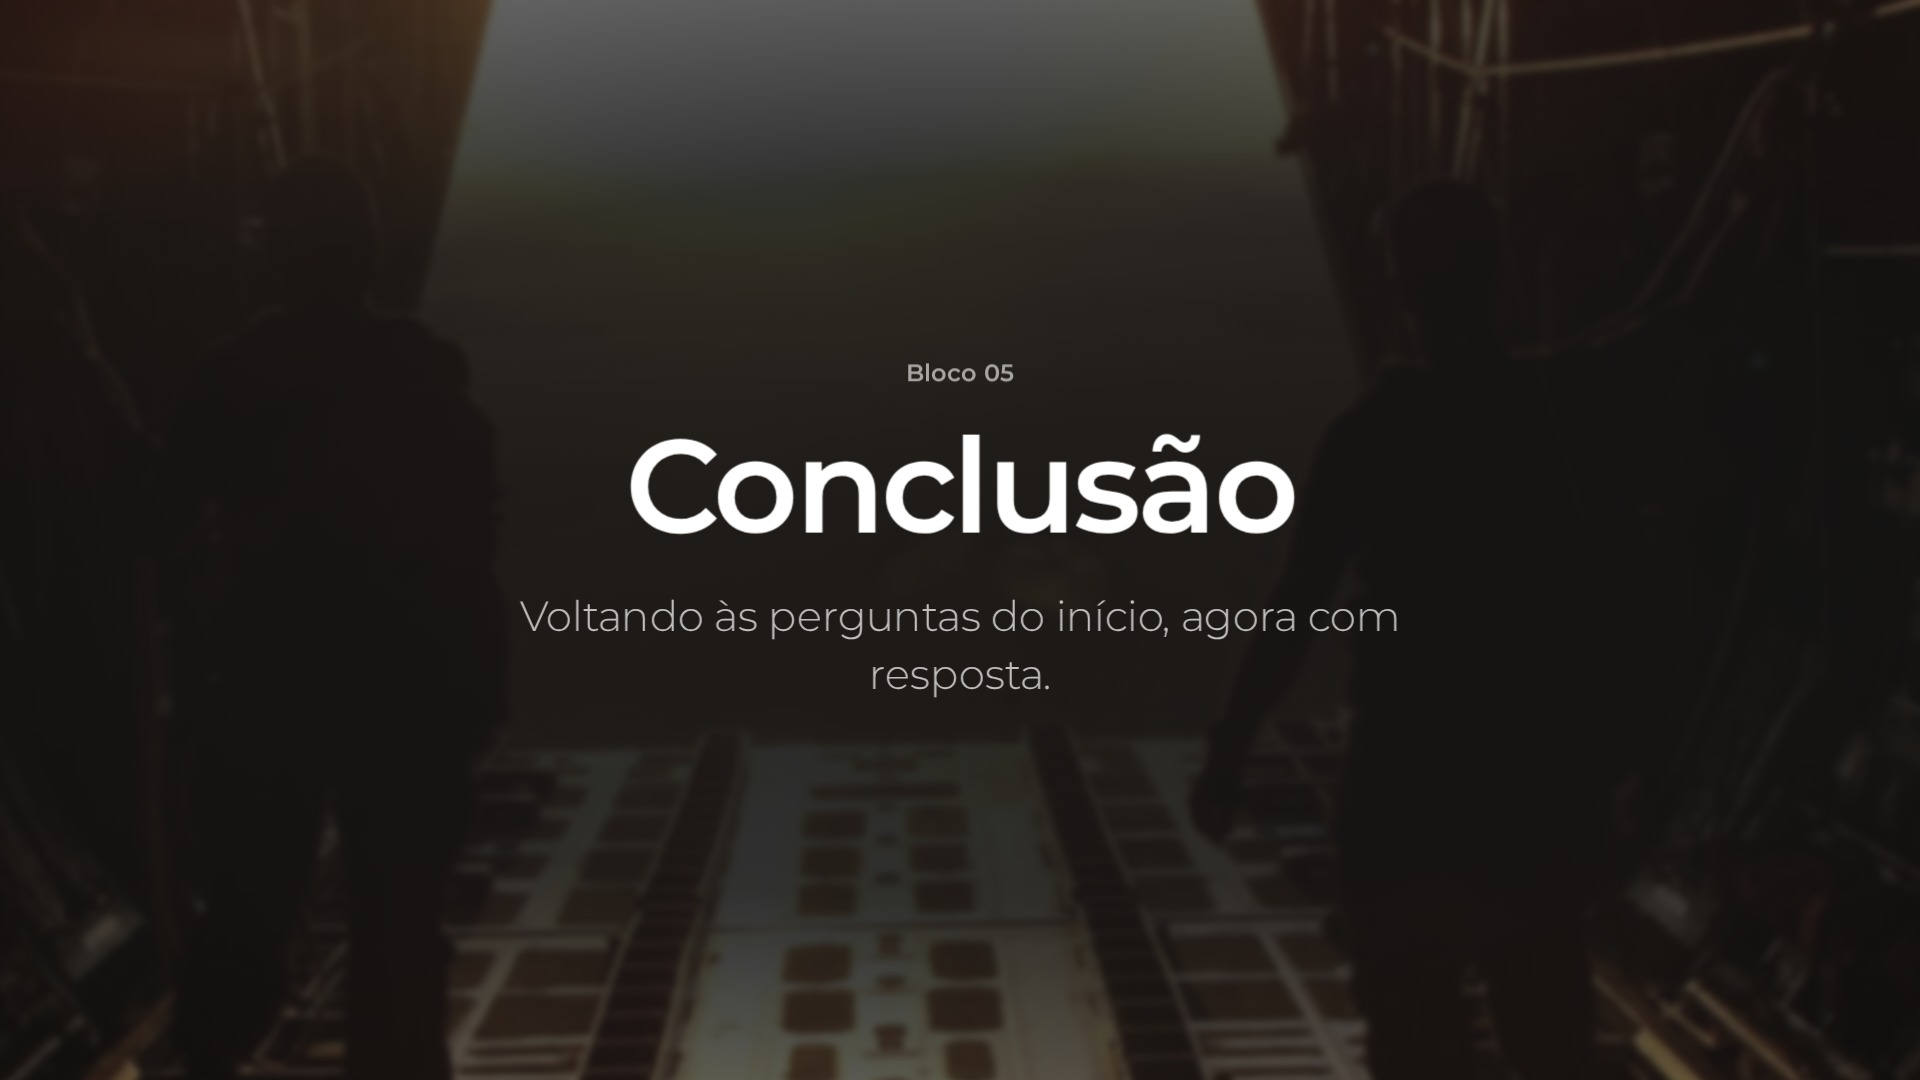 Bloco 05
Conclusão
Voltando às perguntas do início, agora com
resposta.